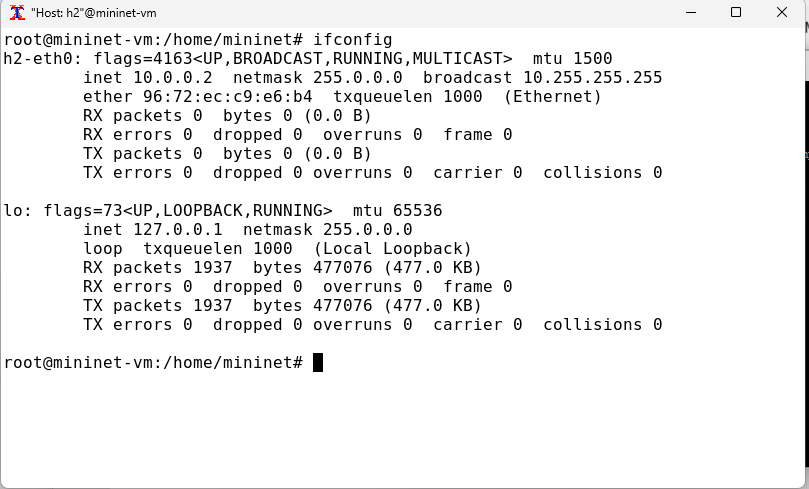 "Host: h2"@mininet-vm
root@mininet-vm:/home/mininet# ifconfig
h2-eth0: flags=4163<UP,BROADCAST,RUNNING,MULTICAST>  mtu 1500
        inet 10.0.0.2  netmask 255.0.0.0  broadcast 10.255.255.255
        ether 96:72:ec:c9:e6:b4  txqueuelen 1000  (Ethernet)
        RX packets 0  bytes 0 (0.0 B)
        RX errors 0  dropped 0  overruns 0  frame 0
        TX packets 0  bytes 0 (0.0 B)
        TX errors 0  dropped 0 overruns 0  carrier 0  collisions 0

lo: flags=73<UP,LOOPBACK,RUNNING>  mtu 65536
        inet 127.0.0.1  netmask 255.0.0.0
        loop  txqueuelen 1000  (Local Loopback)
        RX packets 1937  bytes 477076 (477.0 KB)
        RX errors 0  dropped 0  overruns 0  frame 0
        TX packets 1937  bytes 477076 (477.0 KB)
        TX errors 0  dropped 0 overruns 0  carrier 0  collisions 0

root@mininet-vm:/home/mininet#